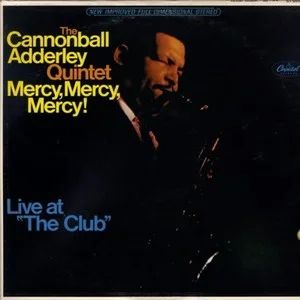 NEW IMPROVED FULL DIMENSIONAL STEREO
The
Cannonball
Adderley
Quintet
Mercy, Mercy,
Mercy!
Capitol
Live at
"The Club"